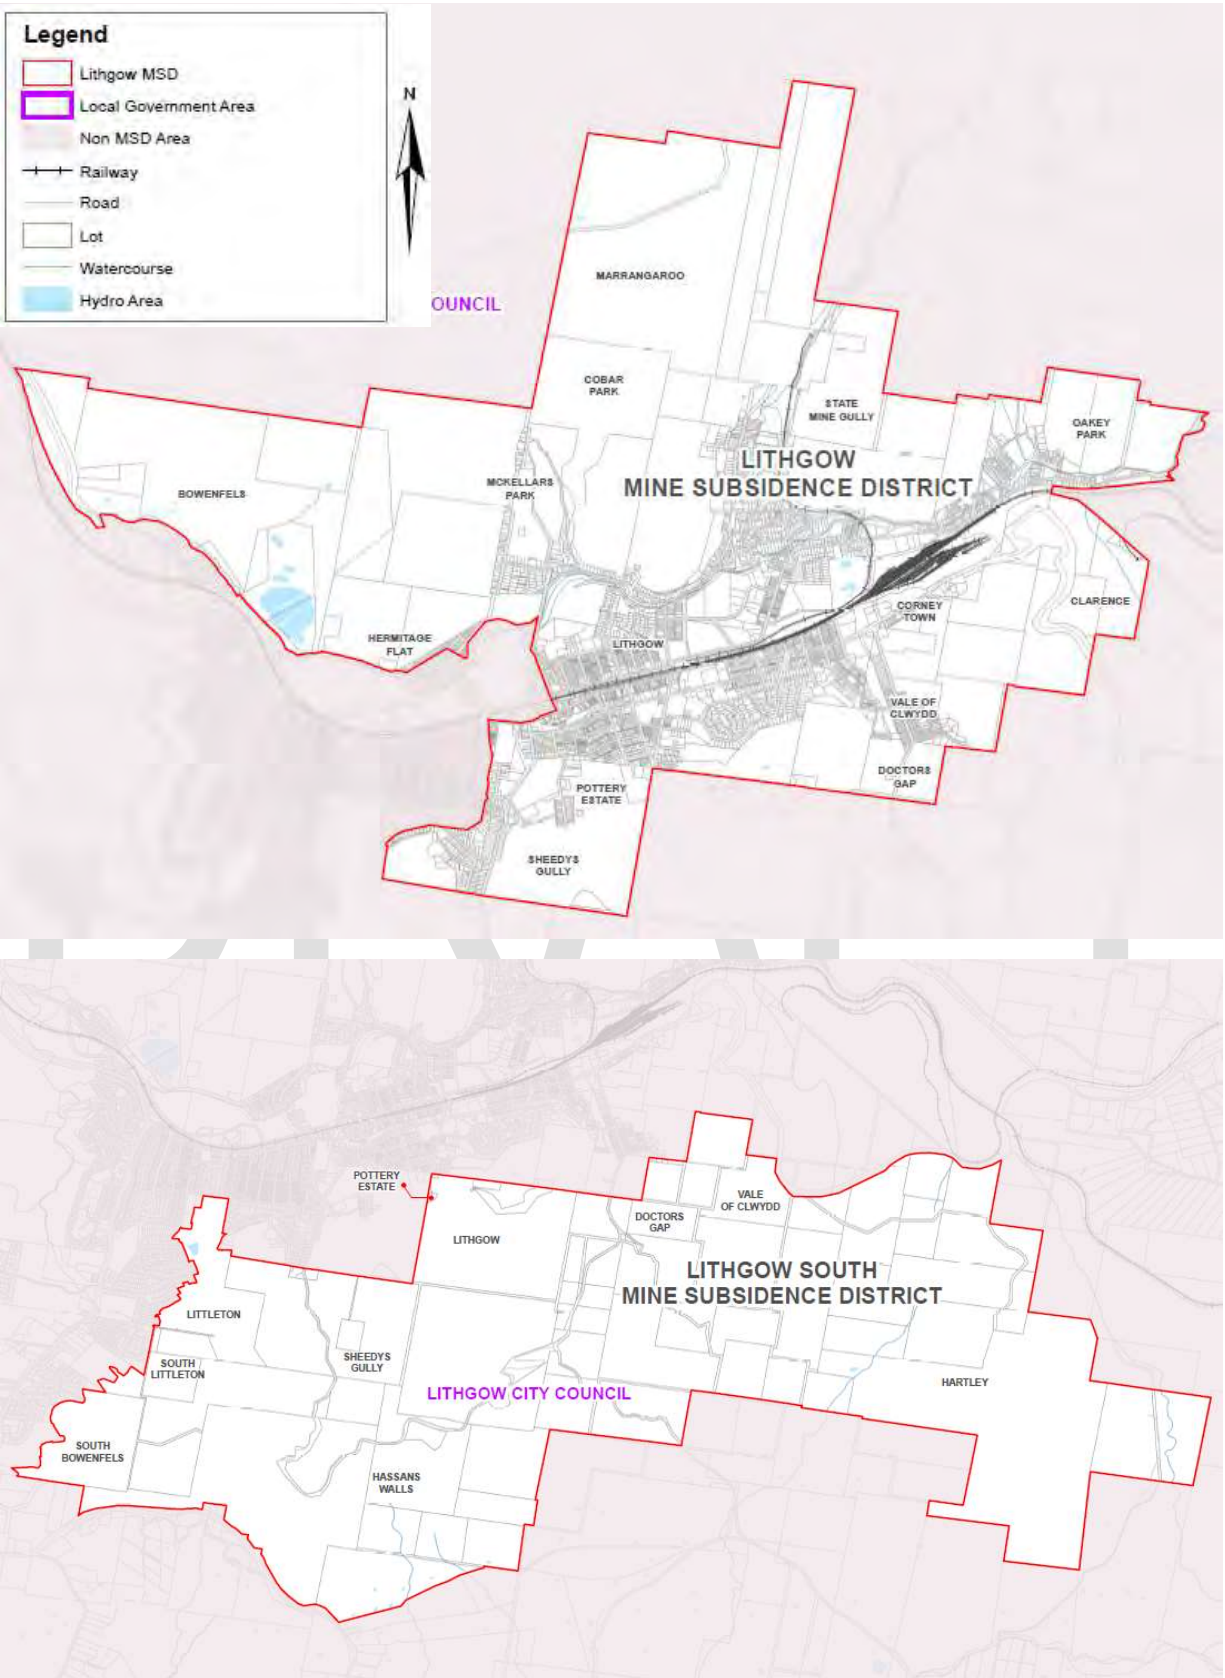 Legend
Lithgow MSD
Local Government Area
Non MSD Area
Railway
Road
Lot
Watercourse
Hydro Area
N
OUNCIL
MARRANGAROO
COBAR
PARK
STATE
MINE GULLY
OAKEY
PARK
LITHGOW
MINE SUBSIDENCE DISTRICT
MCKELLARS
PARK
BOWENFELS
CLARENCE
CORNEY
TOWN
HERMITAGE
FLAT
LITHGOW
VALE OF
CLWYDD
DOCTORS
GAP
POTTERY
ESTATE
SHEEDYS
GULLY
POTTERY
ESTATE
VALE
OF CLWYDD
DOCTORS
GAP
LITHGOW
LITHGOW SOUTH
MINE SUBSIDENCE DISTRICT
LITTLETON
SHEEDYS
GULLY
SOUTH
LITTLETON
HARTLEY
LITHGOW CITY COUNCIL
SOUTH
BOWENFELS
HASSANS
WALLS